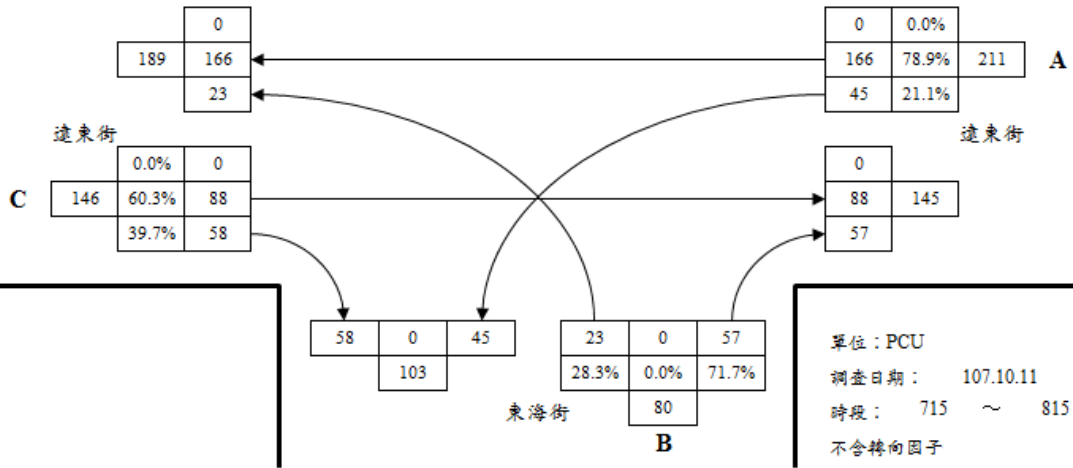 0
0 0.0%
189 166
166 78.9% 211 A
23
45 21.1%
遠東街
遠東街
0.0% 0
0
C 146 60.3% 88
88 145
39.7% 58
57
58 0 45
23 0 57
103
28.3% 0.0% 71.7%
東海街
80
B
單位：PCU
調查日期： 107.10.11
時段： 715 ～ 815
不含轉向因子